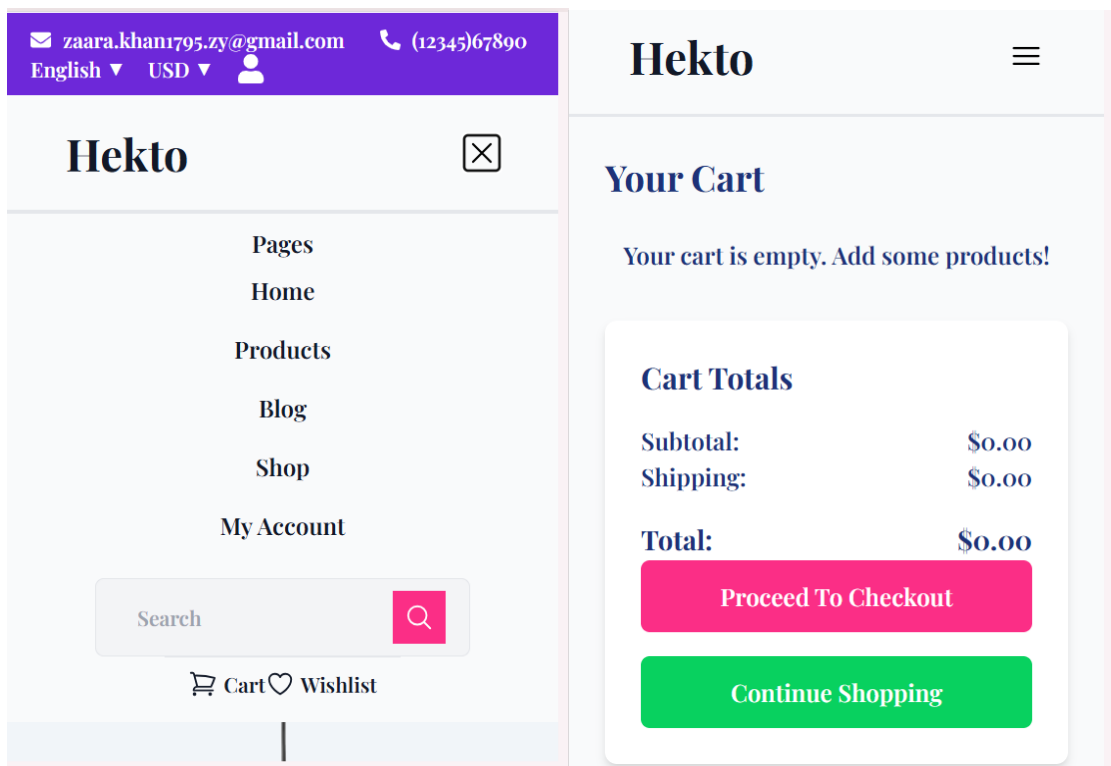 zaara.khan1795.zy@gmail.com (12345)67890
English ▼ USD ▼
Hekto
Pages
Home
Products
Blog
Shop
My Account
Search
Cart Wishlist
Hekto
Your Cart
Your cart is empty. Add some products!
Cart Totals
Subtotal: $0.00
Shipping: $0.00
Total: $0.00
Proceed To Checkout
Continue Shopping